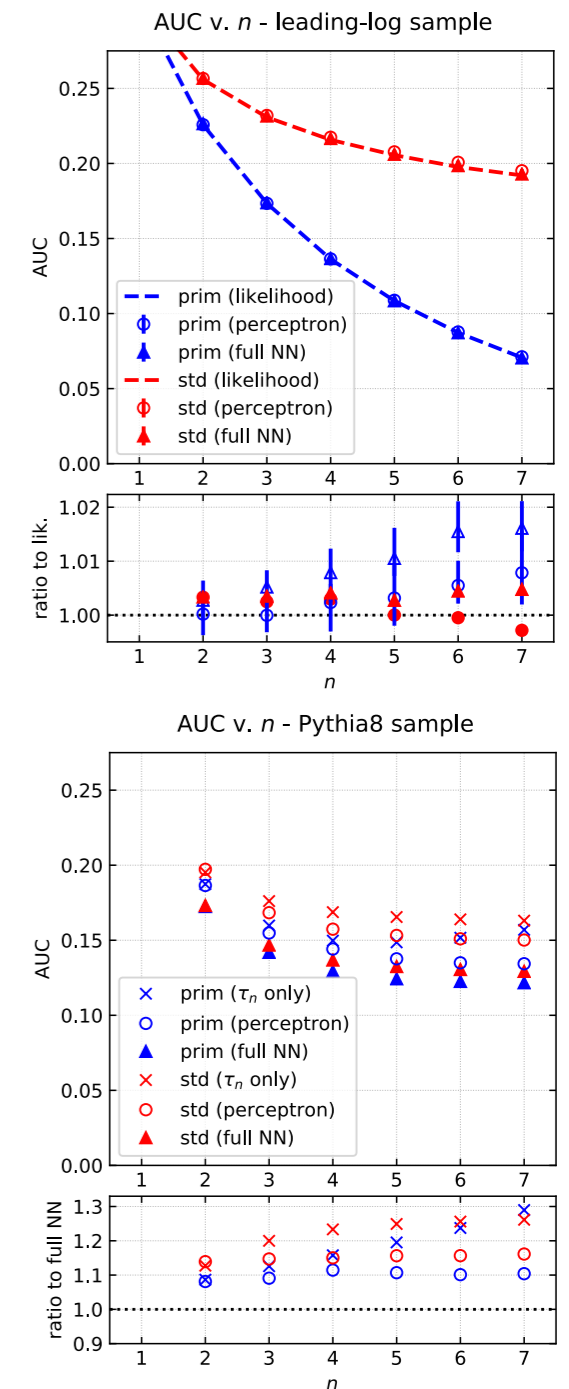 AUC v. n - leading-log sample
0.25
0.20
0.15
0.10
0.05
0.00
AUC
prim (likelihood)
prim (perceptron)
prim (full NN)
std (likelihood)
std (perceptron)
std (full NN)
1 2 3 4 5 6 7
1.02
1.01
1.00
ratio to lik.
1 2 3 4 5 6 7
n
AUC v. n - Pythia8 sample
0.25
0.20
0.15
0.10
0.05
0.00
AUC
prim (τₙ only)
prim (perceptron)
prim (full NN)
std (τₙ only)
std (perceptron)
std (full NN)
1 2 3 4 5 6 7
1.3
1.2
1.1
1.0
0.9
ratio to full NN
1 2 3 4 5 6 7
n